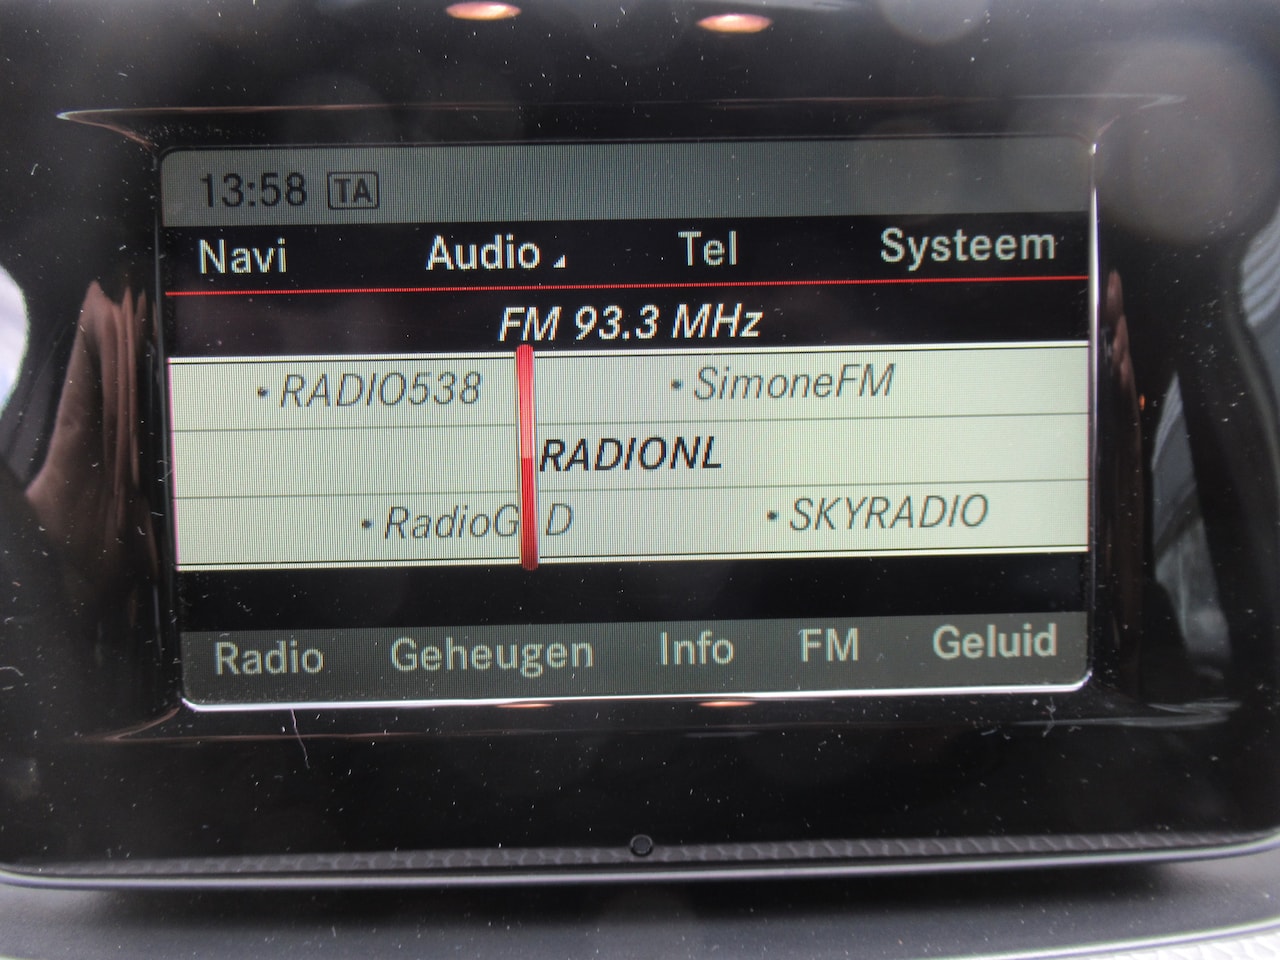 13:58 TA
Navi Audio Tel Systeem
FM 93.3 MHz
• RADIO538 • SimoneFM
RADIONL
• SKYRADIO
Radio Geheugen Info FM Geluid